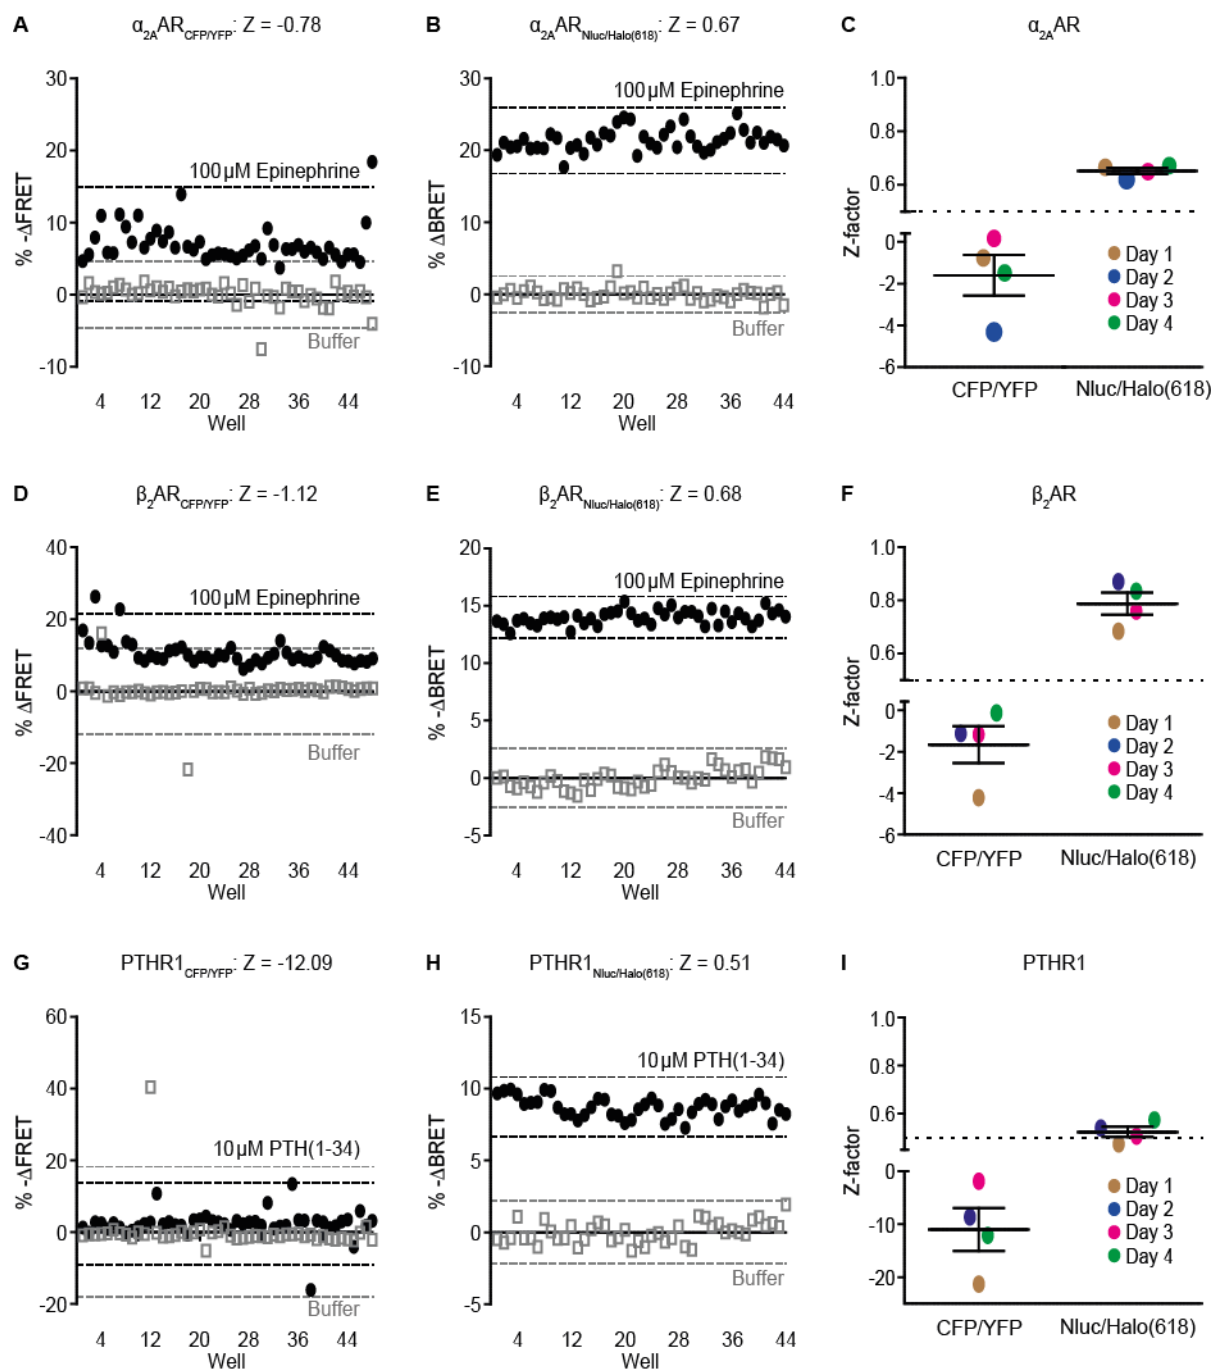 A
α2AARCFP/YFP: Z = -0.78
30
20
10
0
-10
% -ΔFRET
100 µM Epinephrine
Buffer
4 12 20 28 36 44
Well
B
α2AARNluc/Halo(618): Z = 0.67
30
20
10
0
-10
% ΔBRET
100 µM Epinephrine
Buffer
4 12 20 28 36 44
Well
C
α2AAR
1.0
0.8
0.6
0
-2
-4
-6
Z-factor
Day 1
Day 2
Day 3
Day 4
CFP/YFP Nluc/Halo(618)
D
β2ARCFP/YFP: Z = -1.12
40
20
0
-20
-40
% ΔFRET
100 µM Epinephrine
Buffer
4 12 20 28 36 44
Well
E
β2ARNluc/Halo(618): Z = 0.68
20
15
10
5
0
-5
% -ΔBRET
100 µM Epinephrine
Buffer
4 12 20 28 36 44
Well
F
β2AR
1.0
0.8
0.6
0
-2
-4
-6
Z-factor
Day 1
Day 2
Day 3
Day 4
CFP/YFP Nluc/Halo(618)
G
PTHR1CFP/YFP: Z = -12.09
60
40
20
0
-20
% -ΔFRET
10 µM PTH(1-34)
Buffer
4 12 20 28 36 44
Well
H
PTHR1Nluc/Halo(618): Z = 0.51
15
10
5
0
-5
% -ΔBRET
10 µM PTH(1-34)
Buffer
4 12 20 28 36 44
Well
I
PTHR1
1.0
0.8
0.6
0
-10
-20
Z-factor
Day 1
Day 2
Day 3
Day 4
CFP/YFP Nluc/Halo(618)